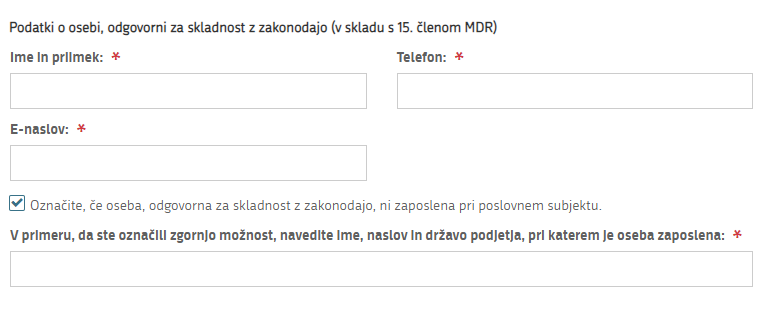 Podatki o osebi, odgovorni za skladnost z zakonodajo (v skladu s 15. členom MDR)
Ime in priimek: *
Telefon: *
E-naslov: *
Označite, če oseba, odgovorna za skladnost z zakonodajo, ni zaposlena pri poslovnem subjektu.
V primeru, da ste označili zgornjo možnost, navedite ime, naslov in državo podjetja, pri katerem je oseba zaposlena: *